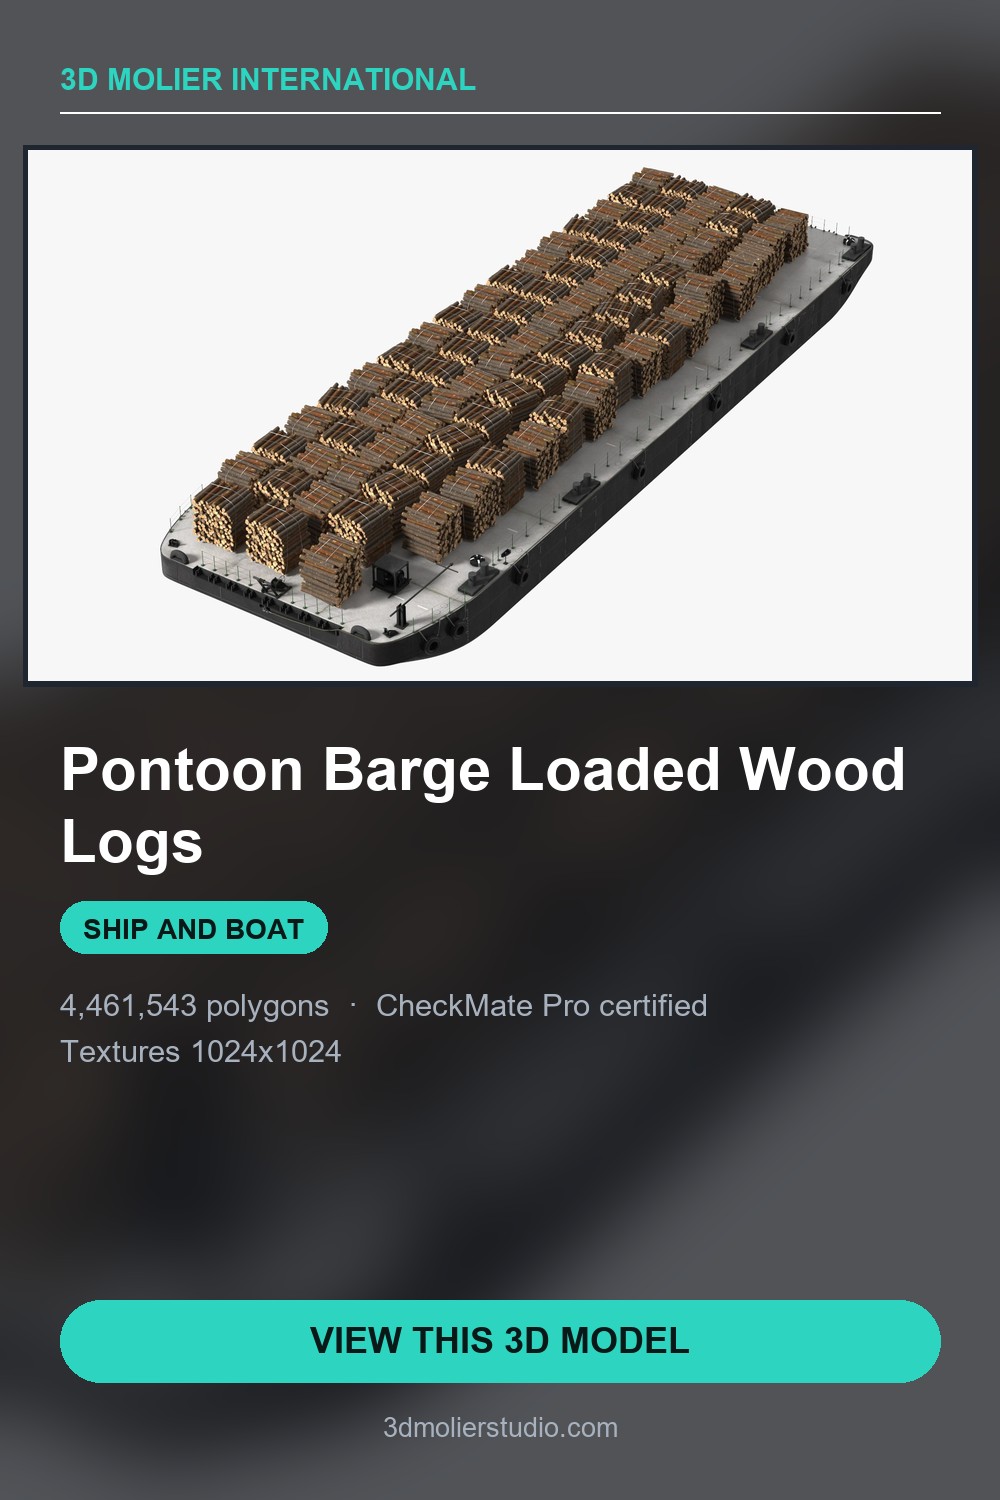 3D MOLIER INTERNATIONAL
Pontoon Barge Loaded Wood
Logs
SHIP AND BOAT
4,461,543 polygons · CheckMate Pro certified
Textures 1024x1024
VIEW THIS 3D MODEL
3dmolierstudio.com